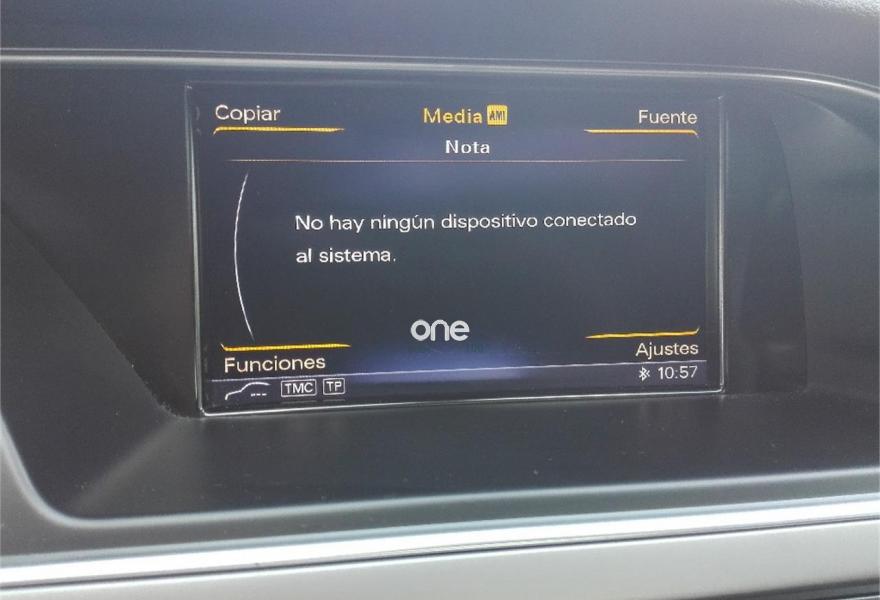 Copiar
Media AMI
Fuente
Nota
No hay ningún dispositivo conectado
al sistema.
one
Funciones
Ajustes
--- TMC TP
10:57